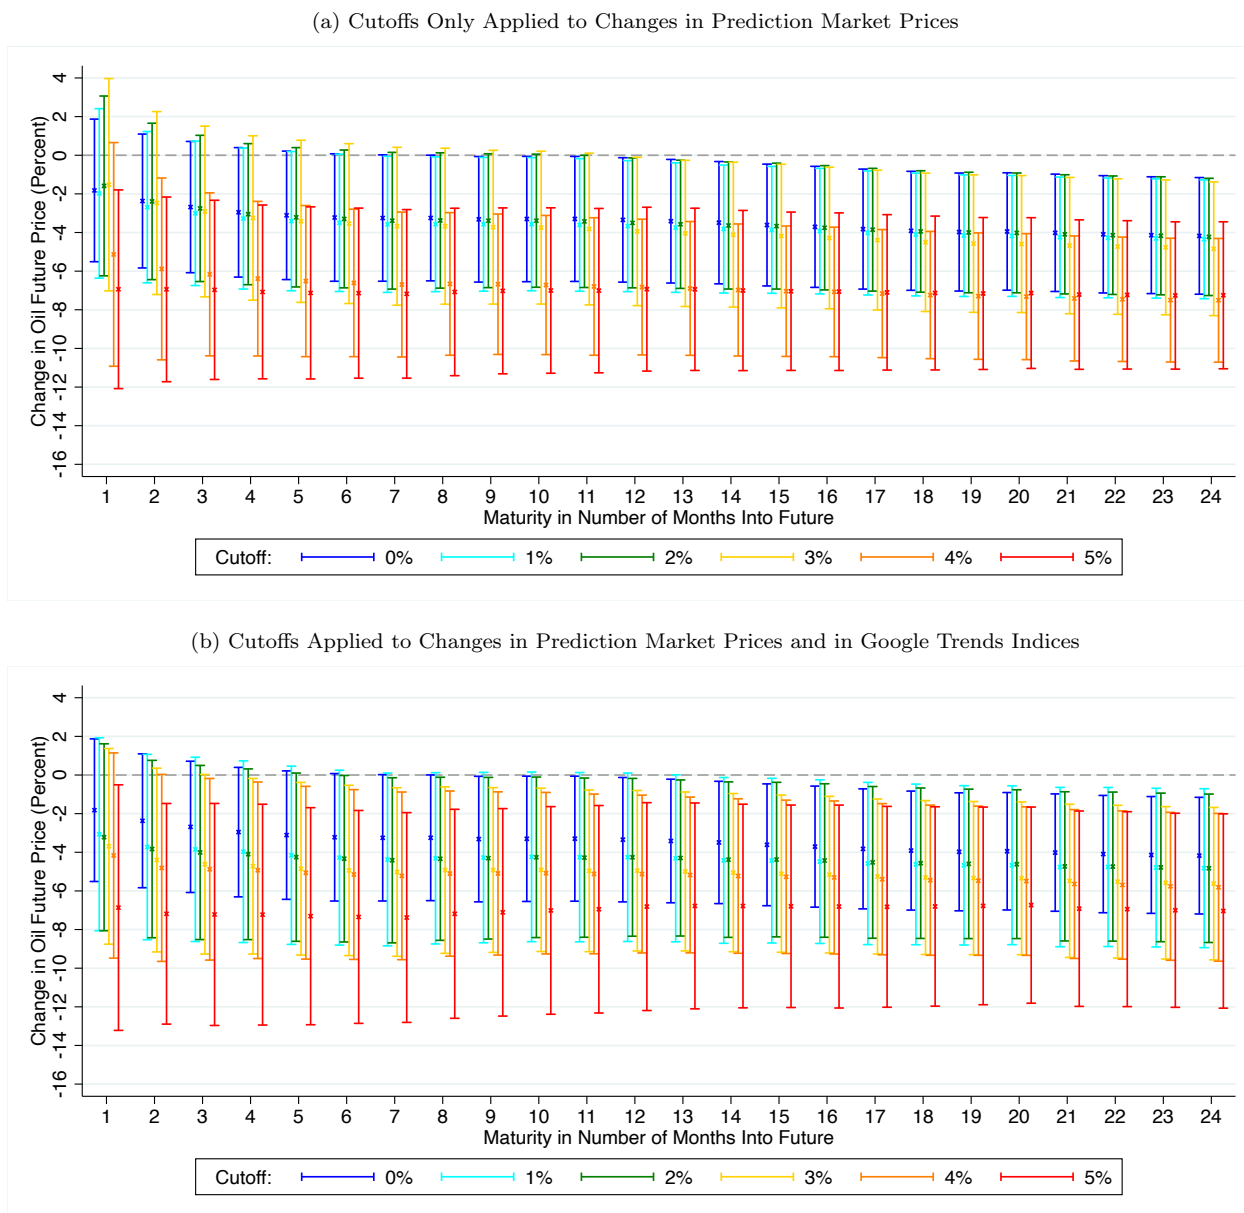 (a) Cutoffs Only Applied to Changes in Prediction Market Prices
Change in Oil Future Price (Percent)
4
2
0
-2
-4
-6
-8
-10
-12
-14
-16
1 2 3 4 5 6 7 8 9 10 11 12 13 14 15 16 17 18 19 20 21 22 23 24
Maturity in Number of Months Into Future
Cutoff: 0% 1% 2% 3% 4% 5%
(b) Cutoffs Applied to Changes in Prediction Market Prices and in Google Trends Indices
Change in Oil Future Price (Percent)
4
2
0
-2
-4
-6
-8
-10
-12
-14
-16
1 2 3 4 5 6 7 8 9 10 11 12 13 14 15 16 17 18 19 20 21 22 23 24
Maturity in Number of Months Into Future
Cutoff: 0% 1% 2% 3% 4% 5%